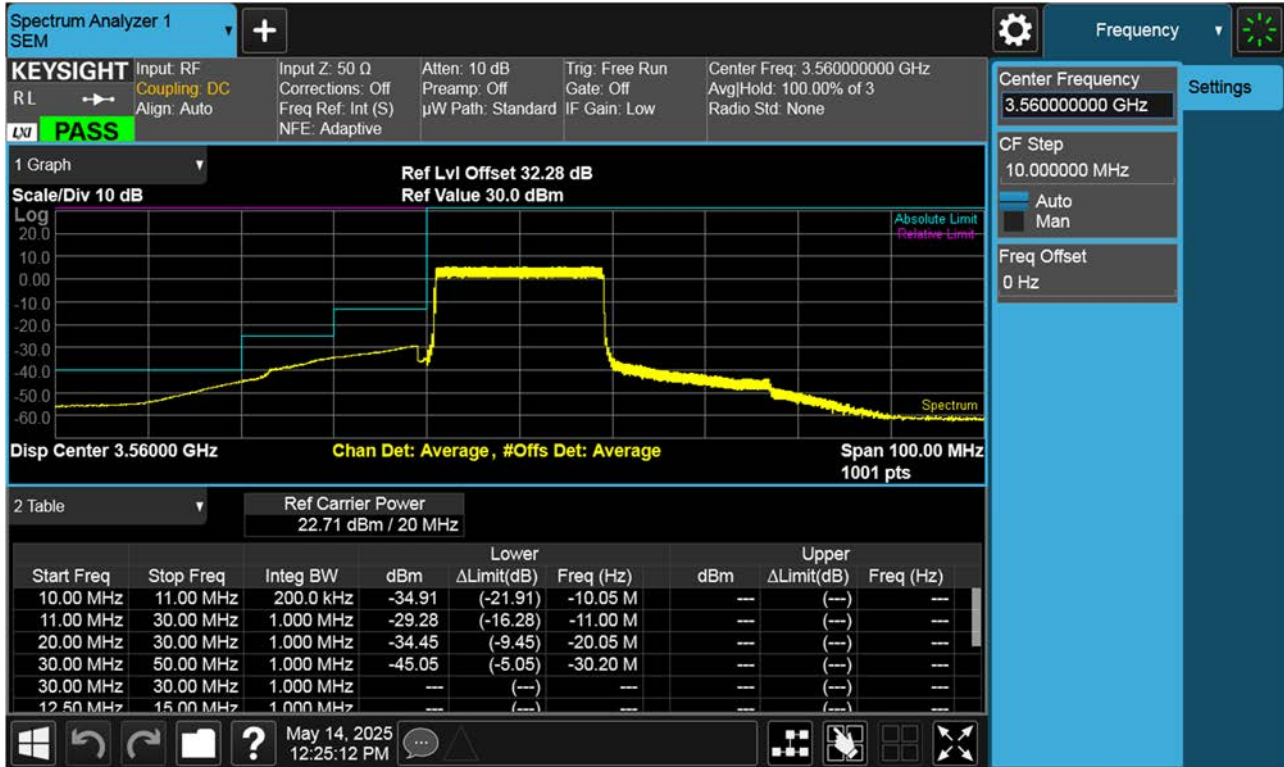 Spectrum Analyzer 1
SEM
+
Frequency
KEYSIGHT
RL
LXI PASS
Input: RF
Coupling: DC
Align: Auto
Input Z: 50 Ω
Corrections: Off
Freq Ref: Int (S)
NFE: Adaptive
Atten: 10 dB
Preamp: Off
µW Path: Standard
Trig: Free Run
Gate: Off
IF Gain: Low
Center Freq: 3.560000000 GHz
Avg|Hold: 100.00% of 3
Radio Std: None
Center Frequency
3.560000000 GHz
Settings
CF Step
10.000000 MHz
Auto
Man
Freq Offset
0 Hz
1 Graph
Scale/Div 10 dB
Ref Lvl Offset 32.28 dB
Ref Value 30.0 dBm
Log
Absolute Limit
Relative Limit
20.0
10.0
0.00
-10.0
-20.0
-30.0
-40.0
-50.0
-60.0
Spectrum
Disp Center 3.56000 GHz
Chan Det: Average, #Offs Det: Average
Span 100.00 MHz
1001 pts
2 Table
Ref Carrier Power
22.71 dBm / 20 MHz
Lower Upper
Start Freq Stop Freq Integ BW dBm ΔLimit(dB) Freq (Hz) dBm ΔLimit(dB) Freq (Hz)
10.00 MHz 11.00 MHz 200.0 kHz -34.91 (-21.91) -10.05 M --- (---) ---
11.00 MHz 30.00 MHz 1.000 MHz -29.28 (-16.28) -11.00 M --- (---) ---
20.00 MHz 30.00 MHz 1.000 MHz -34.45 (-9.45) -20.05 M --- (---) ---
30.00 MHz 50.00 MHz 1.000 MHz -45.05 (-5.05) -30.20 M --- (---) ---
30.00 MHz 30.00 MHz 1.000 MHz --- (---) --- --- (---) ---
12.50 MHz 15.00 MHz 1.000 MHz --- (---) --- --- (---) ---
?
May 14, 2025
12:25:12 PM